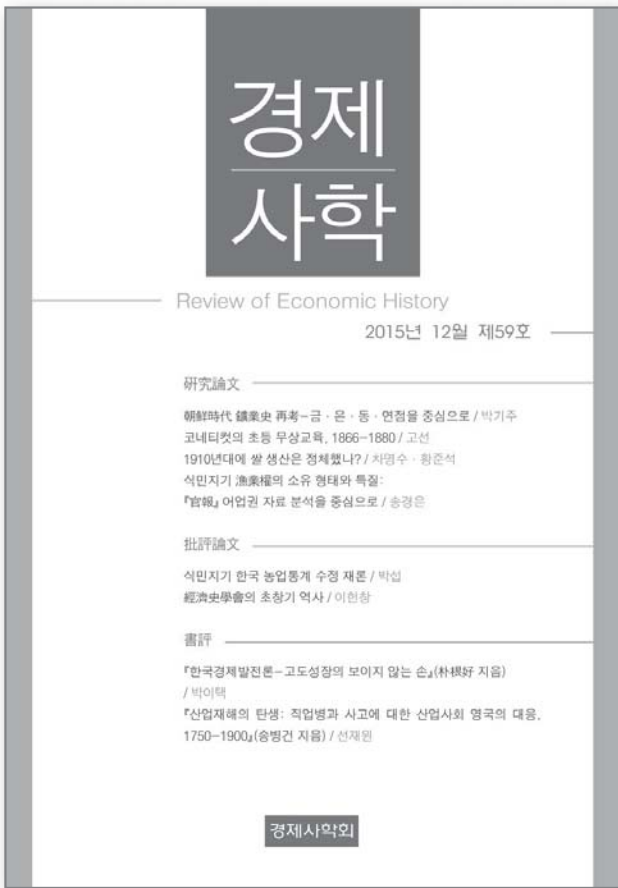 경제
사학
Review of Economic History
2015년 12월 제59호
硏究論文
朝鮮時代 鑛業史 再考-금·은·동·연점을 중심으로 / 박기주
코네티컷의 초등 무상교육, 1866-1880 / 고선
1910년대에 쌀 생산은 정체했나? / 차명수·황준석
식민지기 漁業權의 소유 형태와 특질:
『官報』 어업권 자료 분석을 중심으로 / 송경은
批評論文
식민지기 한국 농업통계 수정 재론 / 박섭
經濟史學會의 초창기 역사 / 이헌창
書評
『한국경제발전론-고도성장의 보이지 않는 손』(朴根好 지음)
/ 박이택
『산업재해의 탄생: 직업병과 사고에 대한 산업사회 영국의 대응,
1750-1900』(송병건 지음) / 선재원
경제사학회